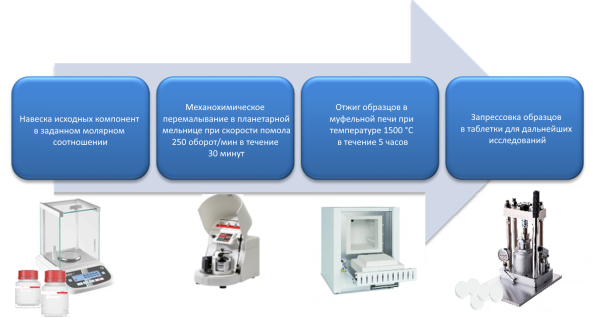 Навеска исходных компонент
в заданном молярном
соотношении
Механохимическое
перемалывание в планетарной
мельнице при скорости помола
250 оборот/мин в течение
30 минут
Отжиг образцов в
муфельной печи при
температуре 1500 °С
в течение 5 часов
Запрессовка образцов
в таблетки для дальнейших
исследований